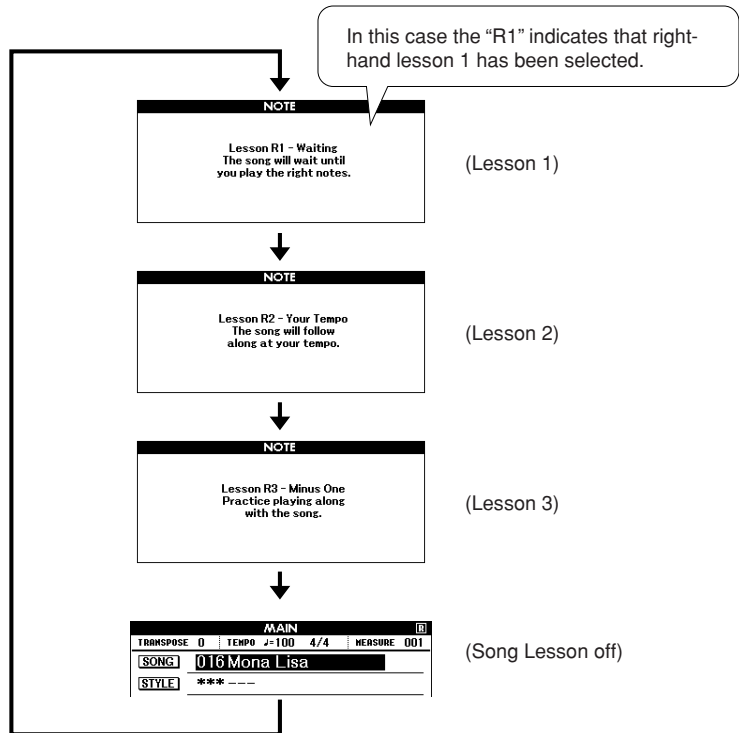 In this case the “R1” indicates that right-
hand lesson 1 has been selected.
NOTE
Lesson R1 - Waiting
The song will wait until
you play the right notes.
(Lesson 1)
NOTE
Lesson R2 - Your Tempo
The song will follow
along at your tempo.
(Lesson 2)
NOTE
Lesson R3 - Minus One
Practice playing along
with the song.
(Lesson 3)
MAIN R
TRANSPOSE 0 TEMPO ♩=100 4/4 MEASURE 001
SONG 016 Mona Lisa
STYLE ***---
(Song Lesson off)